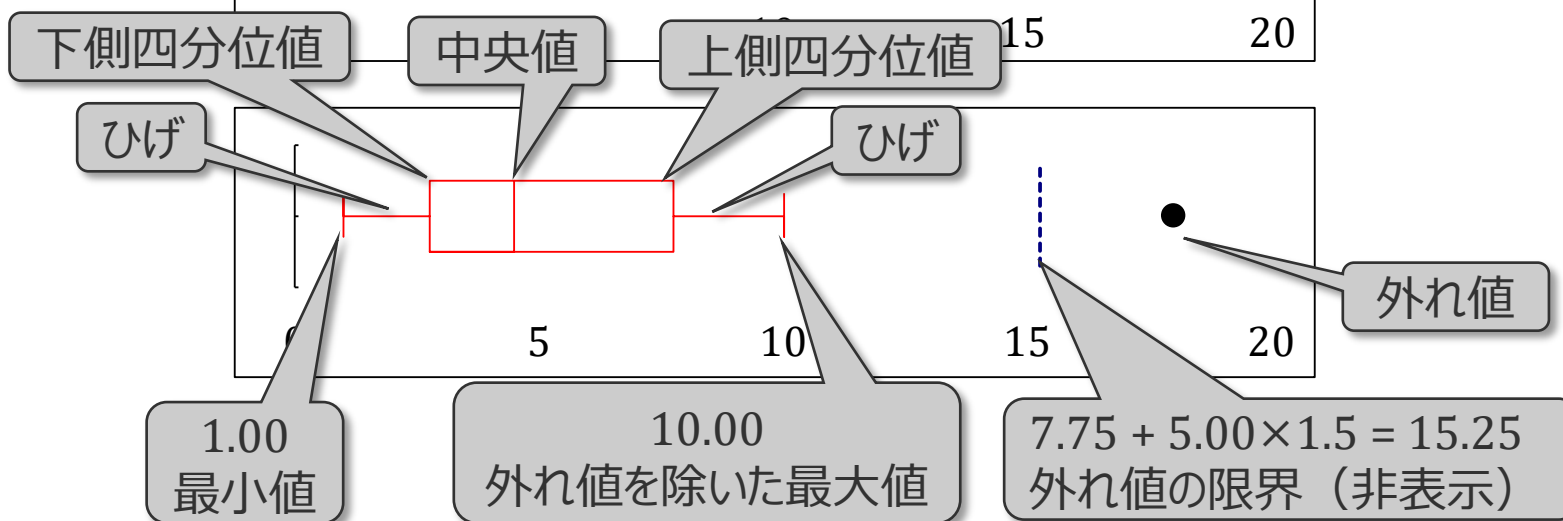 15 20
下側四分位値 中央値 上側四分位値
ひげ ひげ
外れ値
5 10 15 20
1.00
最小値
10.00
外れ値を除いた最大値
7.75 + 5.00×1.5 = 15.25
外れ値の限界（非表示）